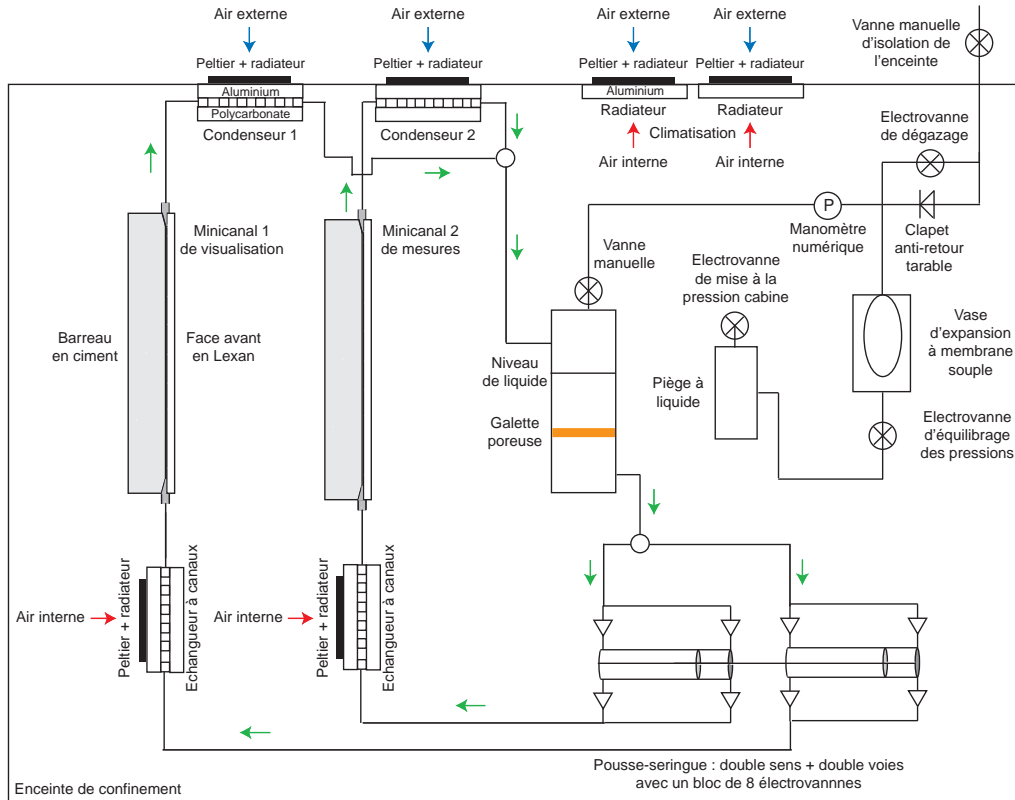 Air externe
Air externe
Air externe
Air externe
Vanne manuelle
d'isolation de
l'enceinte
Peltier + radiateur
Peltier + radiateur
Peltier + radiateur
Peltier + radiateur
Aluminium
Polycarbonate
Condenseur 1
Condenseur 2
Aluminium
Radiateur
Radiateur
Climatisation
Air interne
Air interne
Electrovanne
de dégazage
P
Manomètre
numérique
Clapet
anti-retour
tarable
Minicanal 1
de visualisation
Minicanal 2
de mesures
Vanne
manuelle
Electrovanne
de mise à la
pression cabine
Barreau
en ciment
Face avant
en Lexan
Niveau
de liquide
Piège à
liquide
Vase
d'expansion
à membrane
souple
Galette
poreuse
Electrovanne
d'équilibrage
des pressions
Air interne
Peltier + radiateur
Echangueur à canaux
Air interne
Peltier + radiateur
Echangueur à canaux
Pousse-seringue : double sens + double voies
avec un bloc de 8 électrovannnes
Enceinte de confinement